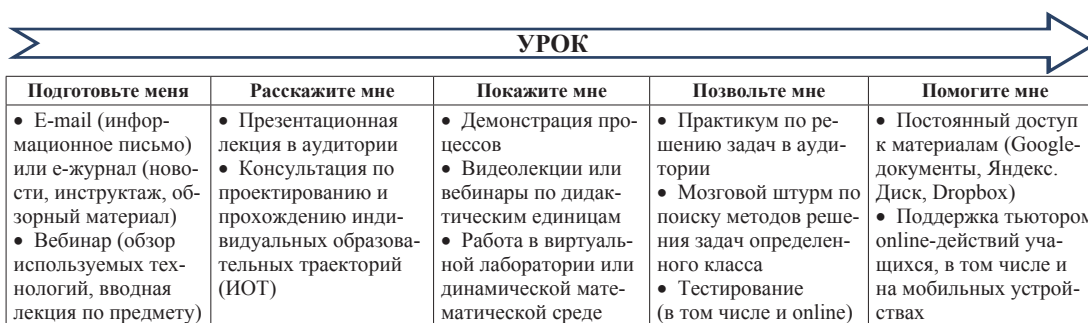 УРОК
Подготовьте меня
• E-mail (инфор-
мационное письмо)
или е-журнал (ново-
сти, инструктаж, об-
зорный материал)
• Вебинар (обзор
используемых тех-
нологий, вводная
лекция по предмету)
Расскажите мне
• Презентационная
лекция в аудитории
• Консультация по
проектированию и
прохождению инди-
видуальных образова-
тельных траекторий
(ИОТ)
Покажите мне
• Демонстрация про-
цессов
• Видеолекции или
вебинары по дидак-
тическим единицам
• Работа в виртуаль-
ной лаборатории или
динамической мате-
матической среде
Позвольте мне
• Практикум по ре-
шению задач в ауди-
тории
• Мозговой штурм по
поиску методов реше-
ния задач определен-
ного класса
• Тестирование
(в том числе и online)
Помогите мне
• Постоянный доступ
к материалам (Google-
документы, Яндекс.
Диск, Dropbox)
• Поддержка тьютором
online-действий уча-
щихся, в том числе и
на мобильных устрой-
ствах